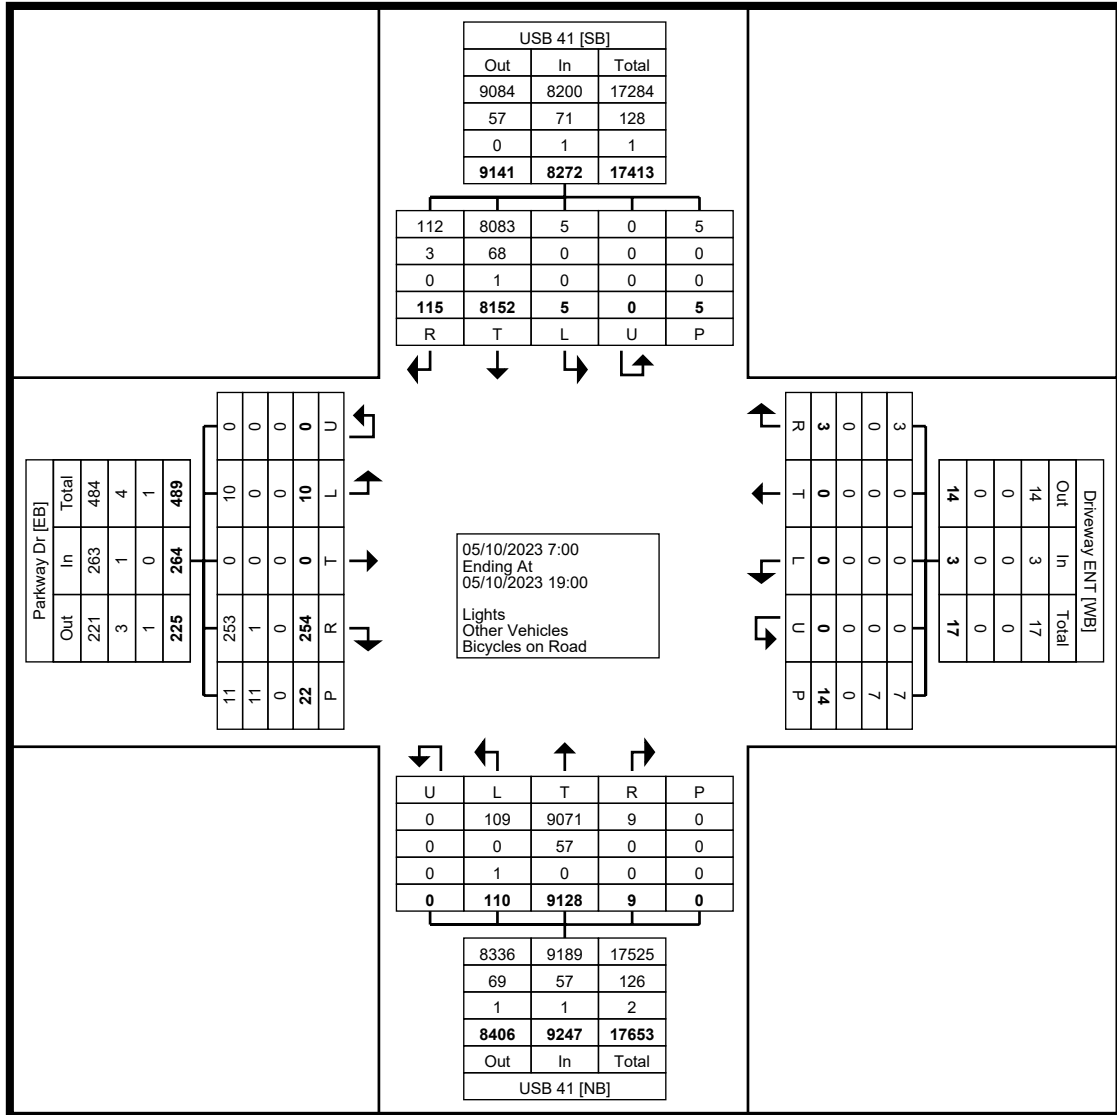 USB 41 [SB]
Out In Total
9084 8200 17284
57 71 128
0 1 1
9141 8272 17413
112 8083 5 0 5
3 68 0 0 0
0 1 0 0 0
115 8152 5 0 5
R T L U P
Parkway Dr [EB]
Total 484 4 1 489
In 263 1 0 264
Out 221 3 1 225
0 0 0 0 U
10 0 0 10 L
0 0 0 0 T
253 1 0 254 R
11 11 0 22 P
05/10/2023 7:00
Ending At
05/10/2023 19:00
Lights
Other Vehicles
Bicycles on Road
R 3 0 0 3
T 0 0 0 0
L 0 0 0 0
U 0 0 0 0
P 14 0 7 7
14 0 0 14 Out
3 0 0 3 In
17 0 0 17 Total
Driveway ENT [WB]
U L T R P
0 109 9071 9 0
0 0 57 0 0
0 1 0 0 0
0 110 9128 9 0
8336 9189 17525
69 57 126
1 1 2
8406 9247 17653
Out In Total
USB 41 [NB]